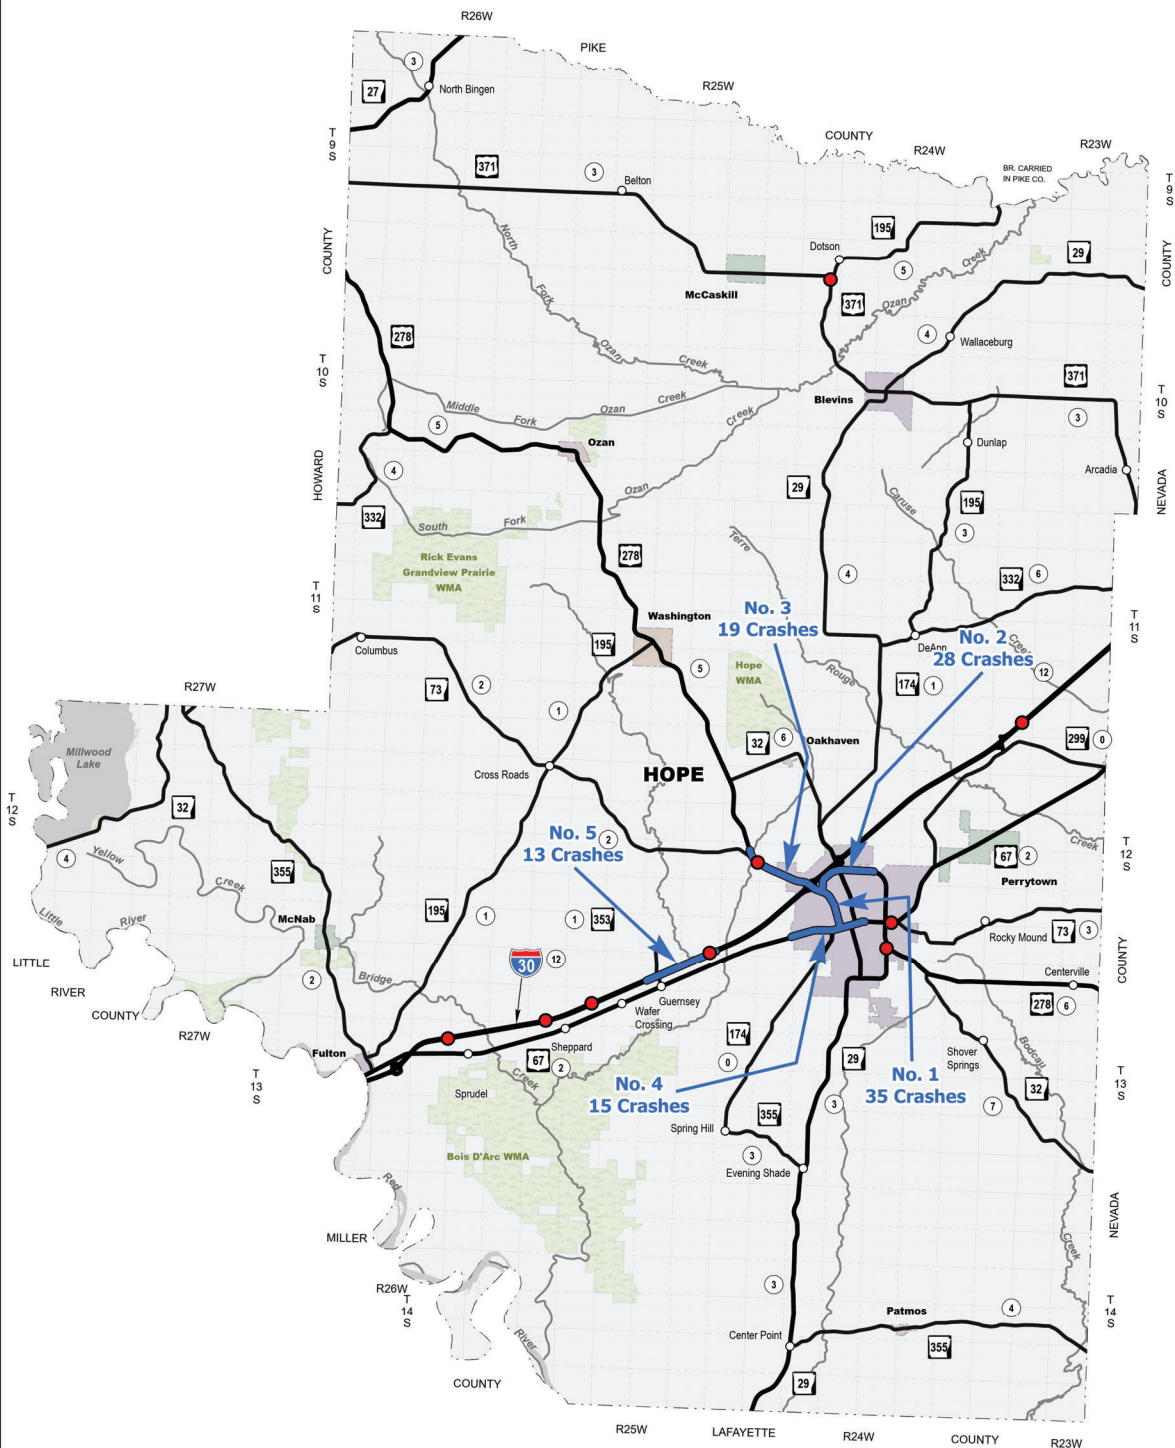 R26W
PIKE
3
27
North Bingen
R25W
COUNTY
R24W
R23W
T
9
S
371
3
Belton
BR. CARRIED
IN PIKE CO.
T
9
S
195
Dotson
5
Creek
29
COUNTY
COUNTY
North
Fork
Ozan
Creek
McCaskill
371
Ozan
278
4
Wallaceburg
T
10
S
371
T
10
S
Middle
Fork
Ozan
Creek
Creek
Blevins
3
5
Ozan
Dunlap
Arcadia
HOWARD
4
29
Caruse
195
NEVADA
332
South
Fork
Ozan
Terre
3
Rick Evans
Grandview Prairie
WMA
278
4
332
6
T
11
S
Washington
No. 3
19 Crashes
T
11
S
Columbus
195
No. 2
28 Crashes
DeAnn
Creek
5
Hope
WMA
Rouge
174
1
12
R27W
73
2
1
32
6
Oakhaven
299
0
Millwood
Lake
Cross Roads
HOPE
T
12
S
32
4
Yellow
Creek
355
No. 5
13 Crashes
2
Creek
T
12
S
67
2
Perrytown
Little
River
McNab
195
1
1
353
Rocky Mound
73
3
LITTLE
RIVER
COUNTY
2
Bridge
30
12
Centerville
COUNTY
R27W
Guernsey
Wafer
Crossing
278
6
Fulton
Sheppard
174
0
29
Shover
Springs
Bodcau
T
13
S
67
2
Creek
Sprudel
No. 4
15 Crashes
No. 1
35 Crashes
32
T
13
S
355
3
7
Spring Hill
3
Evening Shade
Bois D'Arc WMA
Red
NEVADA
MILLER
Creek
R26W
T
14
S
3
Patmos
4
T
14
S
River
Center Point
355
COUNTY
29
R25W
LAFAYETTE
R24W
COUNTY
R23W